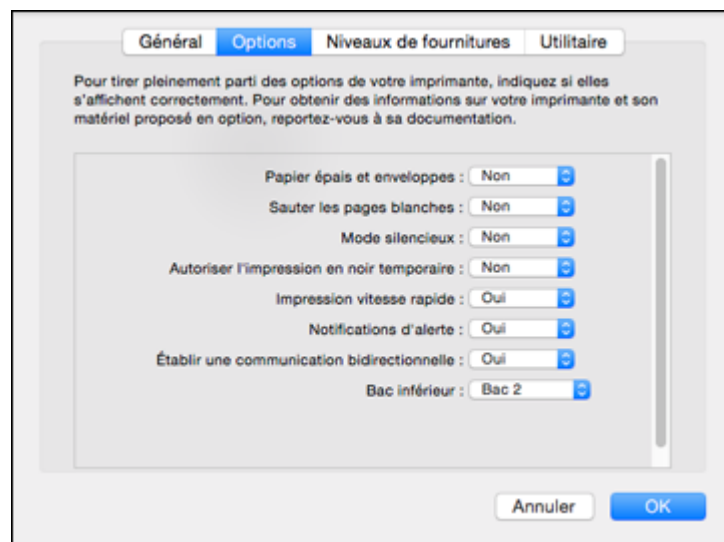 Général Options Niveaux de fournitures Utilitaire
Pour tirer pleinement parti des options de votre imprimante, indiquez si elles
s'affichent correctement. Pour obtenir des informations sur votre imprimante et son
matériel proposé en option, reportez-vous à sa documentation.
Papier épais et enveloppes : Non
Sauter les pages blanches : Non
Mode silencieux : Non
Autoriser l'impression en noir temporaire : Non
Impression vitesse rapide : Oui
Notifications d'alerte : Oui
Établir une communication bidirectionnelle : Oui
Bac inférieur : Bac 2
Annuler OK